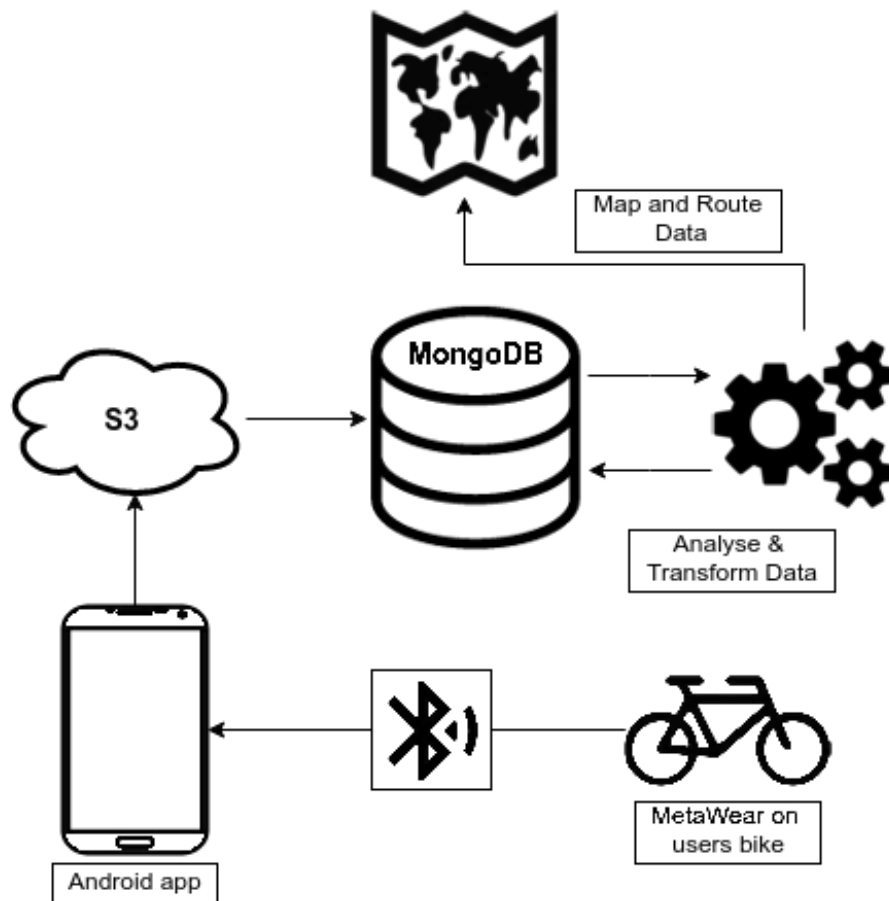 Map and Route
Data
MongoDB
S3
Analyse &
Transform Data
MetaWear on
users bike
Android app